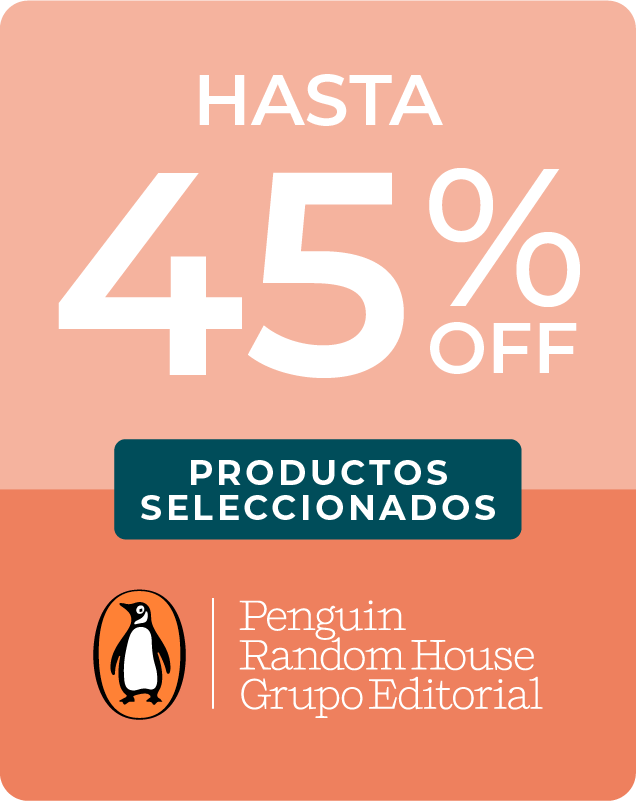 HASTA
45%
OFF
PRODUCTOS
SELECCIONADOS
Penguin
Random House
Grupo Editorial